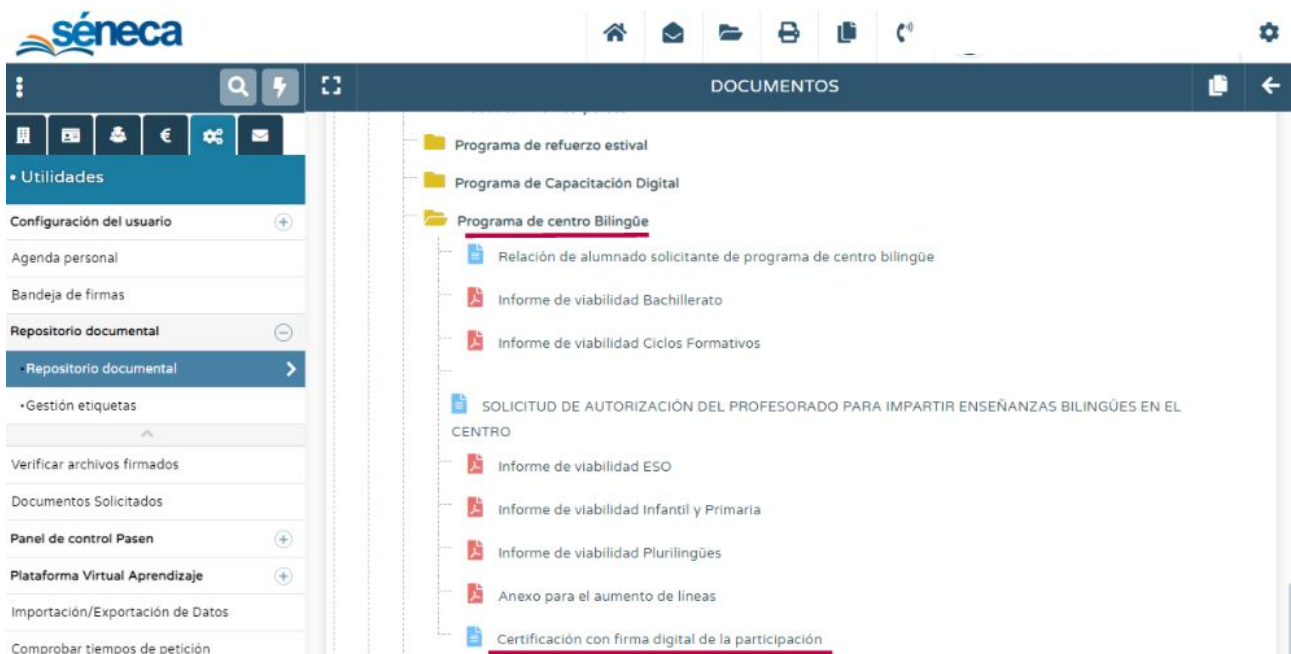 séneca
DOCUMENTOS
€
• Utilidades
Configuración del usuario
Agenda personal
Bandeja de firmas
Repositorio documental
•Repositorio documental
•Gestión etiquetas
Verificar archivos firmados
Documentos Solicitados
Panel de control Pasen
Plataforma Virtual Aprendizaje
Importación/Exportación de Datos
Comprobar tiempos de petición
Programa de refuerzo estival
Programa de Capacitación Digital
Programa de centro Bilingüe
Relación de alumnado solicitante de programa de centro bilingüe
Informe de viabilidad Bachillerato
Informe de viabilidad Ciclos Formativos
SOLICITUD DE AUTORIZACIÓN DEL PROFESORADO PARA IMPARTIR ENSEÑANZAS BILINGÜES EN EL
CENTRO
Informe de viabilidad ESO
Informe de viabilidad Infantil y Primaria
Informe de viabilidad Plurilingües
Anexo para el aumento de líneas
Certificación con firma digital de la participación